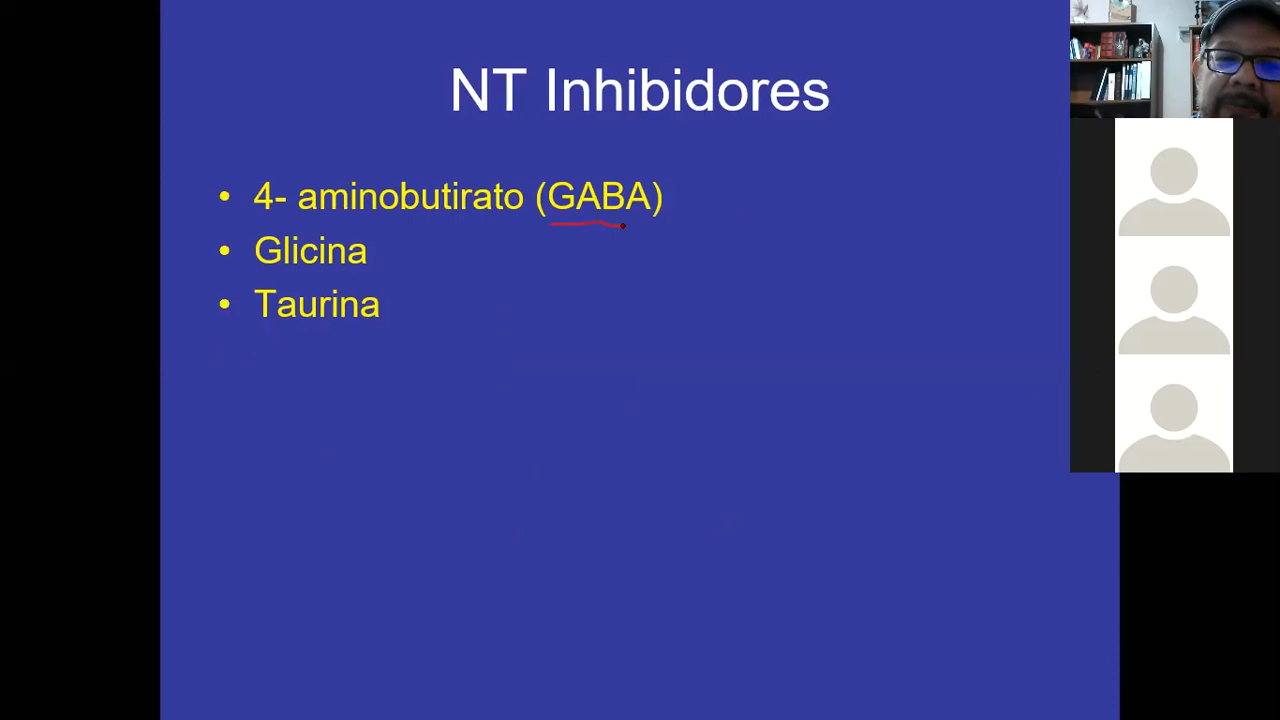 NT Inhibidores
• 4- aminobutirato (GABA)
• Glicina
• Taurina